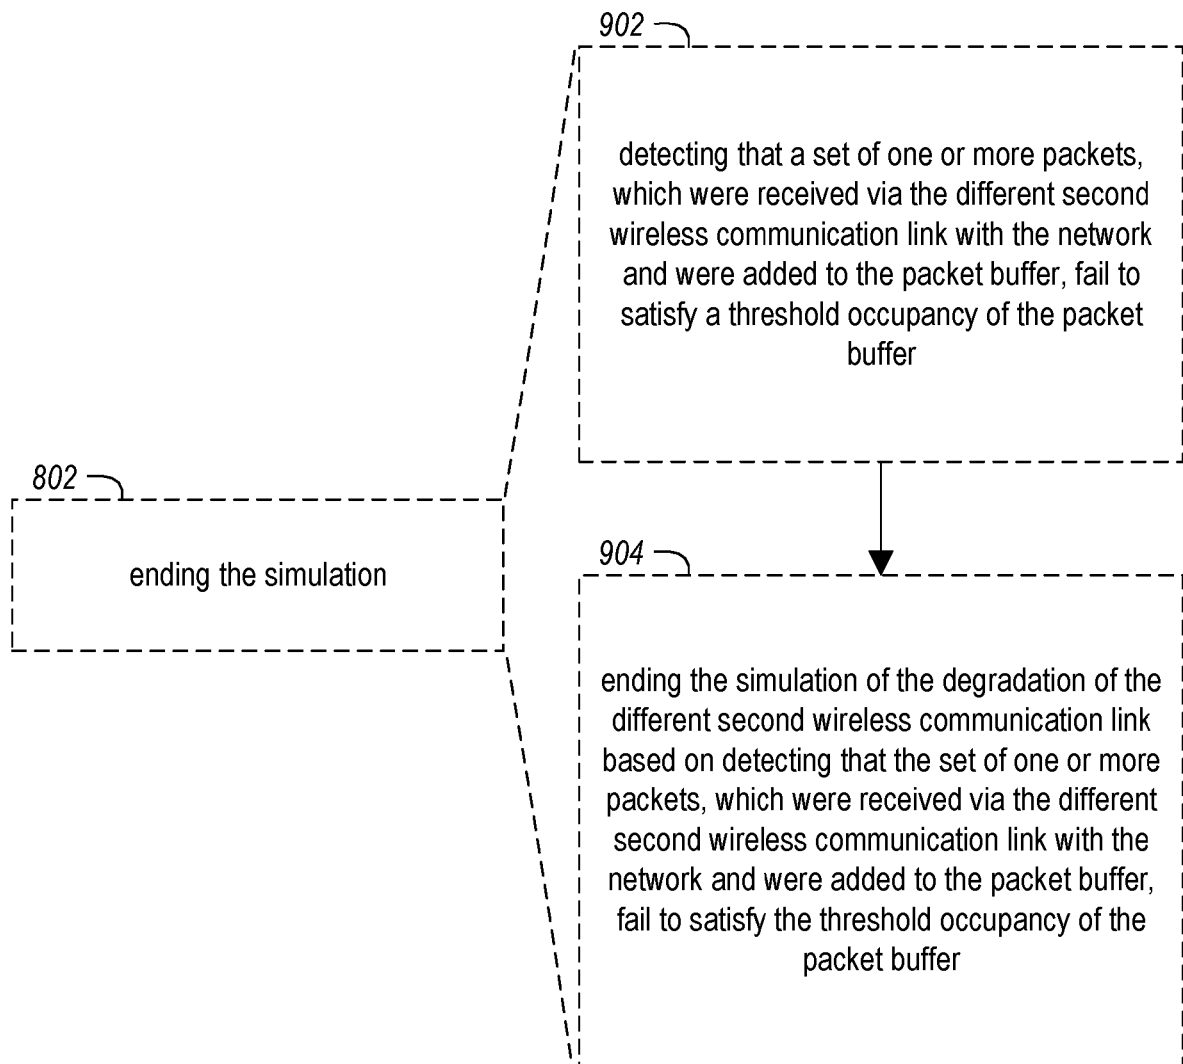 902
detecting that a set of one or more packets,
which were received via the different second
wireless communication link with the network
and were added to the packet buffer, fail to
satisfy a threshold occupancy of the packet
buffer
802
ending the simulation
904
ending the simulation of the degradation of the
different second wireless communication link
based on detecting that the set of one or more
packets, which were received via the different
second wireless communication link with the
network and were added to the packet buffer,
fail to satisfy the threshold occupancy of the
packet buffer